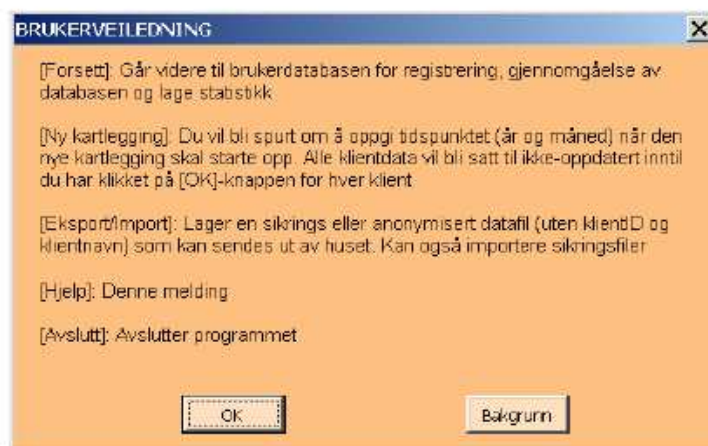 BRUKERVEILEDNING
[Forsett]: Går videre til brukerdatabasen for registrering, gjennomgåelse av
databasen og lage statistikk
[Ny kartlegging]: Du vil bli spurt om å oppgi tidspunktet (år og måned) når den
nye kartlegging skal starte opp. Alle klientdata vil bli satt til ikke-oppdatert inntil
du har klikket på [OK]-knappen for hver klient
[Eksport/Import]: Lager en sikrings eller anonymisert datafil (uten klientID og
klientnavn) som kan sendes ut av huset. Kan også importere sikringsfiler
[Hjelp]: Denne melding
[Avslutt]: Avslutter programmet
OK
Bakgrunn